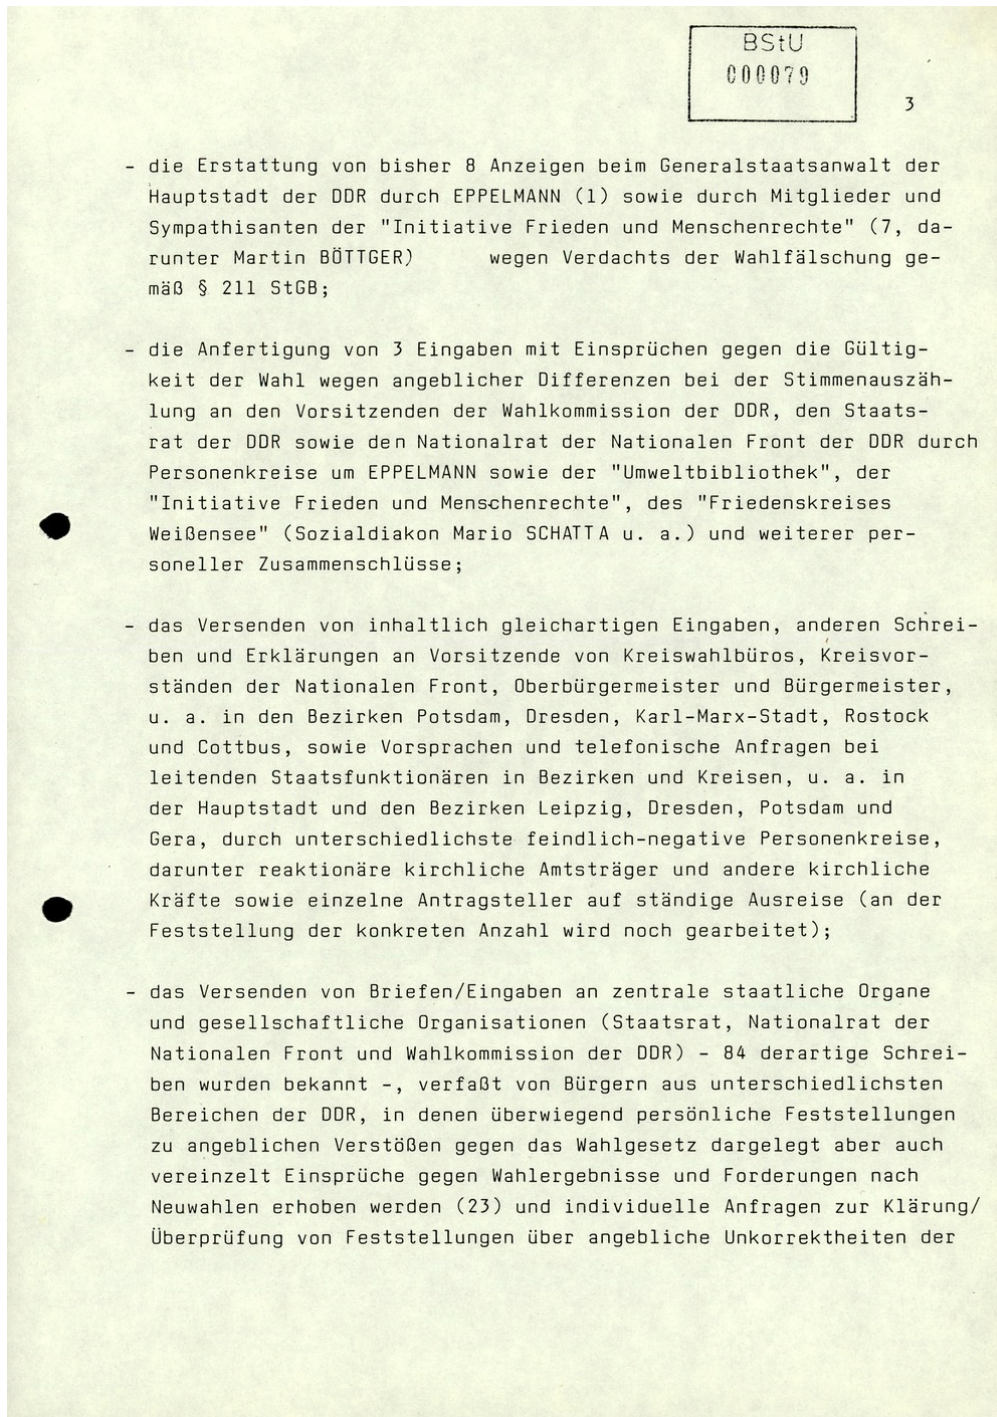 BStU
000079
3
- die Erstattung von bisher 8 Anzeigen beim Generalstaatsanwalt der
Hauptstadt der DDR durch EPPELMANN (1) sowie durch Mitglieder und
Sympathisanten der "Initiative Frieden und Menschenrechte" (7, da-
runter Martin BÖTTGER) wegen Verdachts der Wahlfälschung ge-
mäß § 211 StGB;
- die Anfertigung von 3 Eingaben mit Einsprüchen gegen die Gültig-
keit der Wahl wegen angeblicher Differenzen bei der Stimmenauszäh-
lung an den Vorsitzenden der Wahlkommission der DDR, den Staats-
rat der DDR sowie den Nationalrat der Nationalen Front der DDR durch
Personenkreise um EPPELMANN sowie der "Umweltbibliothek", der
"Initiative Frieden und Menschenrechte", des "Friedenskreises
Weißensee" (Sozialdiakon Mario SCHATTA u. a.) und weiterer per-
soneller Zusammenschlüsse;
- das Versenden von inhaltlich gleichartigen Eingaben, anderen Schrei-
ben und Erklärungen an Vorsitzende von Kreiswahlbüros, Kreisvor-
ständen der Nationalen Front, Oberbürgermeister und Bürgermeister,
u. a. in den Bezirken Potsdam, Dresden, Karl-Marx-Stadt, Rostock
und Cottbus, sowie Vorsprachen und telefonische Anfragen bei
leitenden Staatsfunktionären in Bezirken und Kreisen, u. a. in
der Hauptstadt und den Bezirken Leipzig, Dresden, Potsdam und
Gera, durch unterschiedlichste feindlich-negative Personenkreise,
darunter reaktionäre kirchliche Amtsträger und andere kirchliche
Kräfte sowie einzelne Antragsteller auf ständige Ausreise (an der
Feststellung der konkreten Anzahl wird noch gearbeitet);
- das Versenden von Briefen/Eingaben an zentrale staatliche Organe
und gesellschaftliche Organisationen (Staatsrat, Nationalrat der
Nationalen Front und Wahlkommission der DDR) - 84 derartige Schrei-
ben wurden bekannt -, verfaßt von Bürgern aus unterschiedlichsten
Bereichen der DDR, in denen überwiegend persönliche Feststellungen
zu angeblichen Verstößen gegen das Wahlgesetz dargelegt aber auch
vereinzelt Einsprüche gegen Wahlergebnisse und Forderungen nach
Neuwahlen erhoben werden (23) und individuelle Anfragen zur Klärung/
Überprüfung von Feststellungen über angebliche Unkorrektheiten der